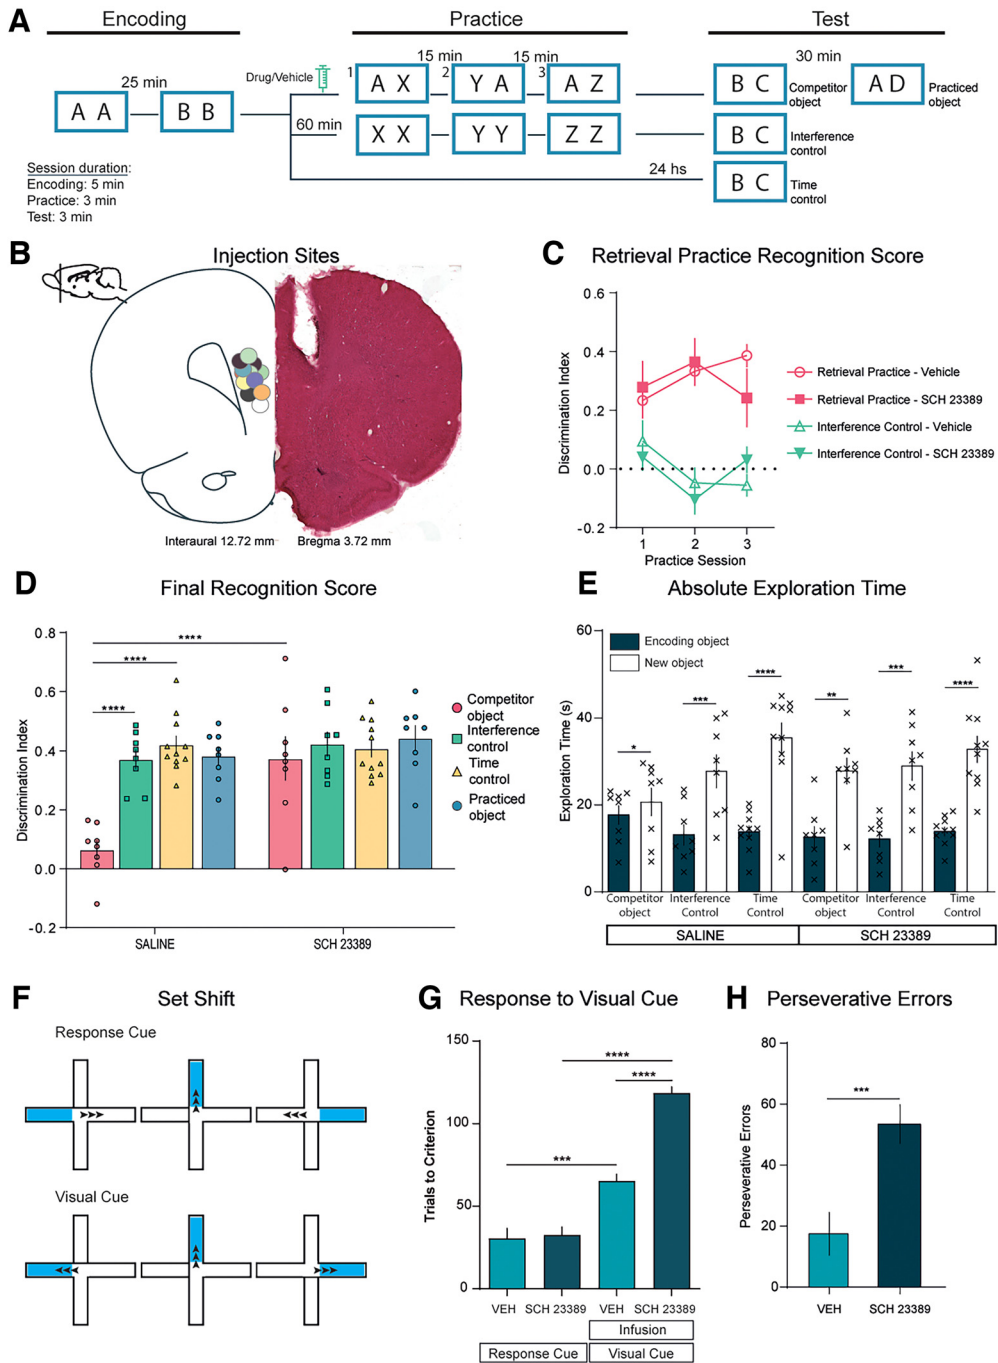 A
Encoding
Practice
Test
25 min
Drug/Vehicle
15 min
15 min
30 min
1
2
3
A A
B B
A X
Y A
A Z
B C
Competitor
object
A D
Practiced
object
60 min
X X
Y Y
Z Z
B C
Interference
control
24 hs
B C
Time
control
Session duration:
Encoding: 5 min
Practice: 3 min
Test: 3 min
B
Injection Sites
Interaural 12.72 mm
Bregma 3.72 mm
C
Retrieval Practice Recognition Score
Discrimination Index
0.6
0.4
0.2
0.0
-0.2
1
2
3
Practice Session
Retrieval Practice - Vehicle
Retrieval Practice - SCH 23389
Interference Control - Vehicle
Interference Control - SCH 23389
D
Final Recognition Score
Discrimination Index
0.8
0.6
0.4
0.2
0.0
-0.2
****
****
****
SALINE
SCH 23389
Competitor
object
Interference
control
Time
control
Practiced
object
E
Absolute Exploration Time
Exploration Time (s)
60
40
20
0
Encoding object
New object
*
***
****
**
***
****
Competitor
object
Interference
Control
Time
Control
Competitor
object
Interference
Control
Time
Control
SALINE
SCH 23389
F
Set Shift
Response Cue
Visual Cue
G
Response to Visual Cue
Trials to Criterion
150
100
50
0
****
****
***
VEH
SCH 23389
VEH
SCH 23389
Infusion
Response Cue
Visual Cue
H
Perseverative Errors
Perseverative Errors
80
60
40
20
0
***
VEH
SCH 23389